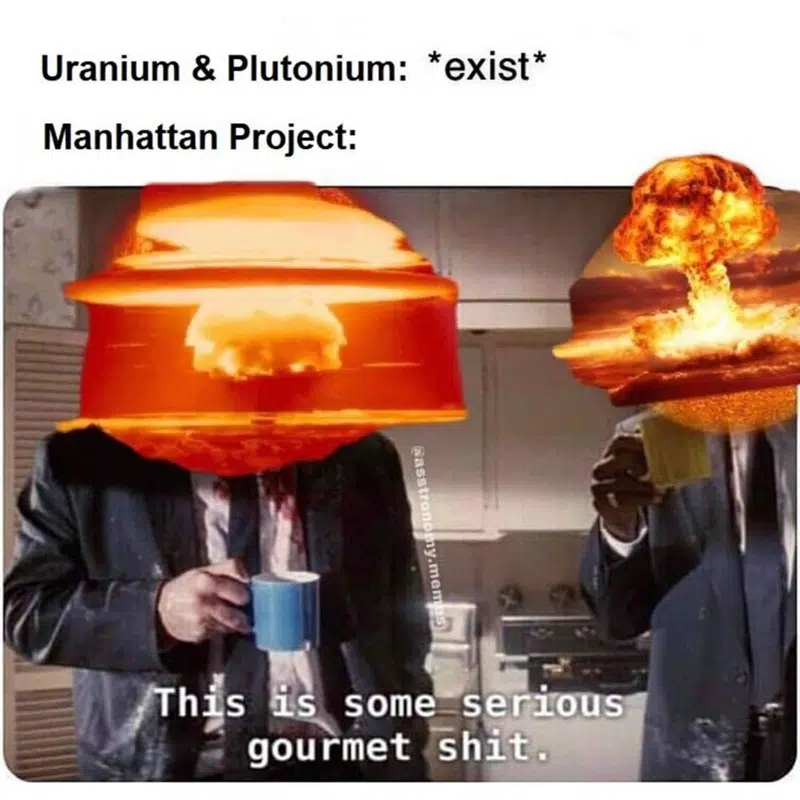 Uranium & Plutonium: *exist*
Manhattan Project:
@asstronomy.memes
This is some serious
gourmet shit.